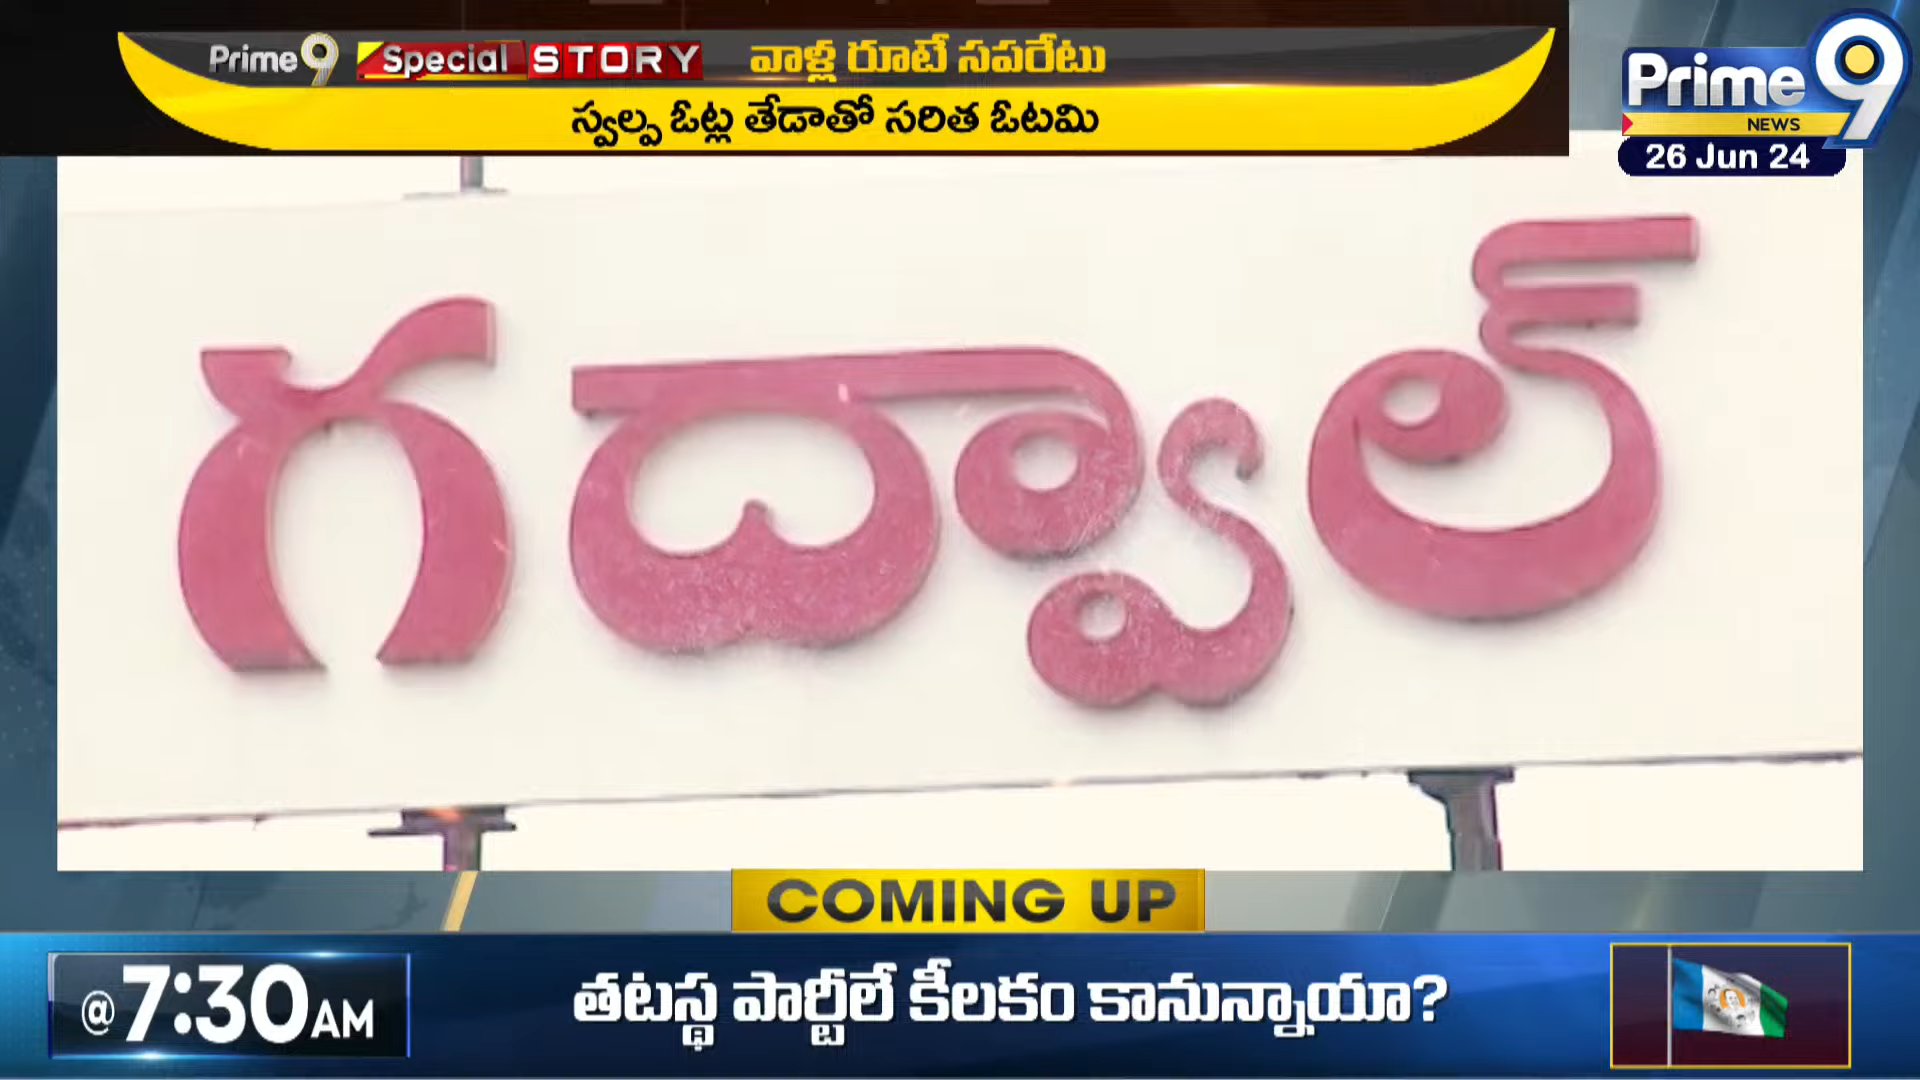 Prime9 Special STORY వాళ్ల రూటే సపరేటు
స్వల్ప ఓట్ల తేడాతో సరిత ఓటమి
Prime9
NEWS
26 Jun 24
గద్వాల్
COMING UP
@7:30AM
తటస్థ పార్టీలే కీలకం కానున్నాయా?